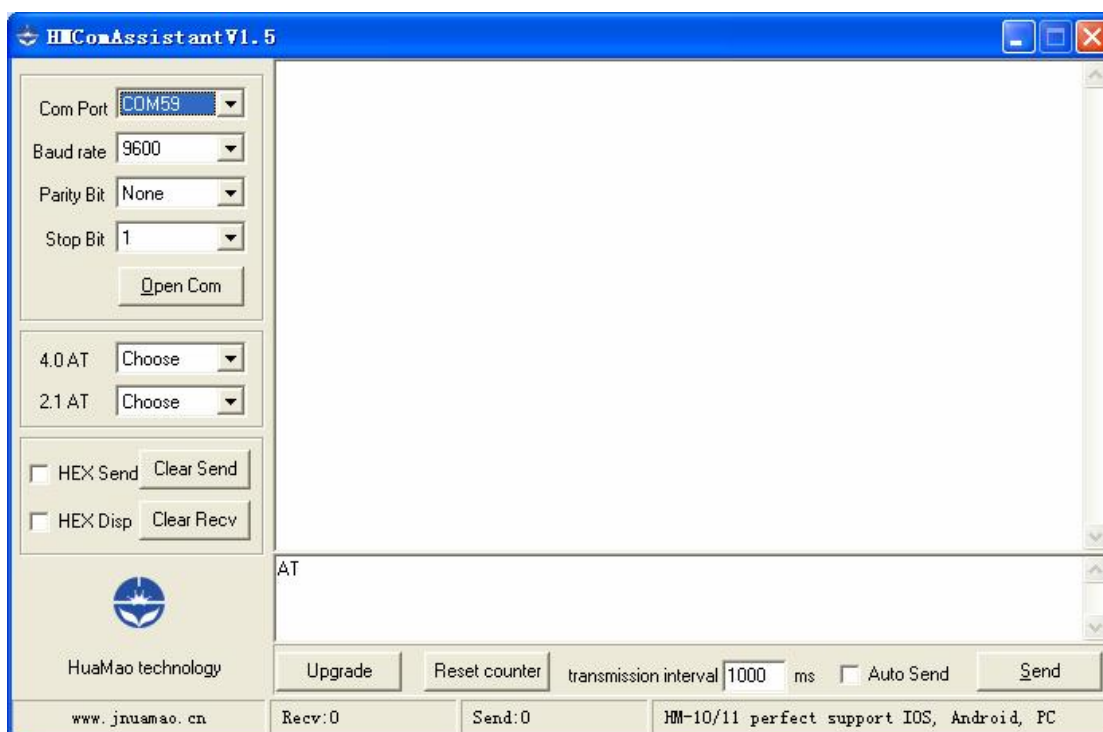 HMComAssistantV1.5
Com Port COM59
Baud rate 9600
Parity Bit None
Stop Bit 1
Open Com
4.0 AT Choose
2.1 AT Choose
HEX Send Clear Send
HEX Disp Clear Recv
AT
HuaMao technology
Upgrade Reset counter transmission interval 1000 ms Auto Send Send
www.jnuamao.cn Recv:0 Send:0 HM-10/11 perfect support IOS, Android, PC